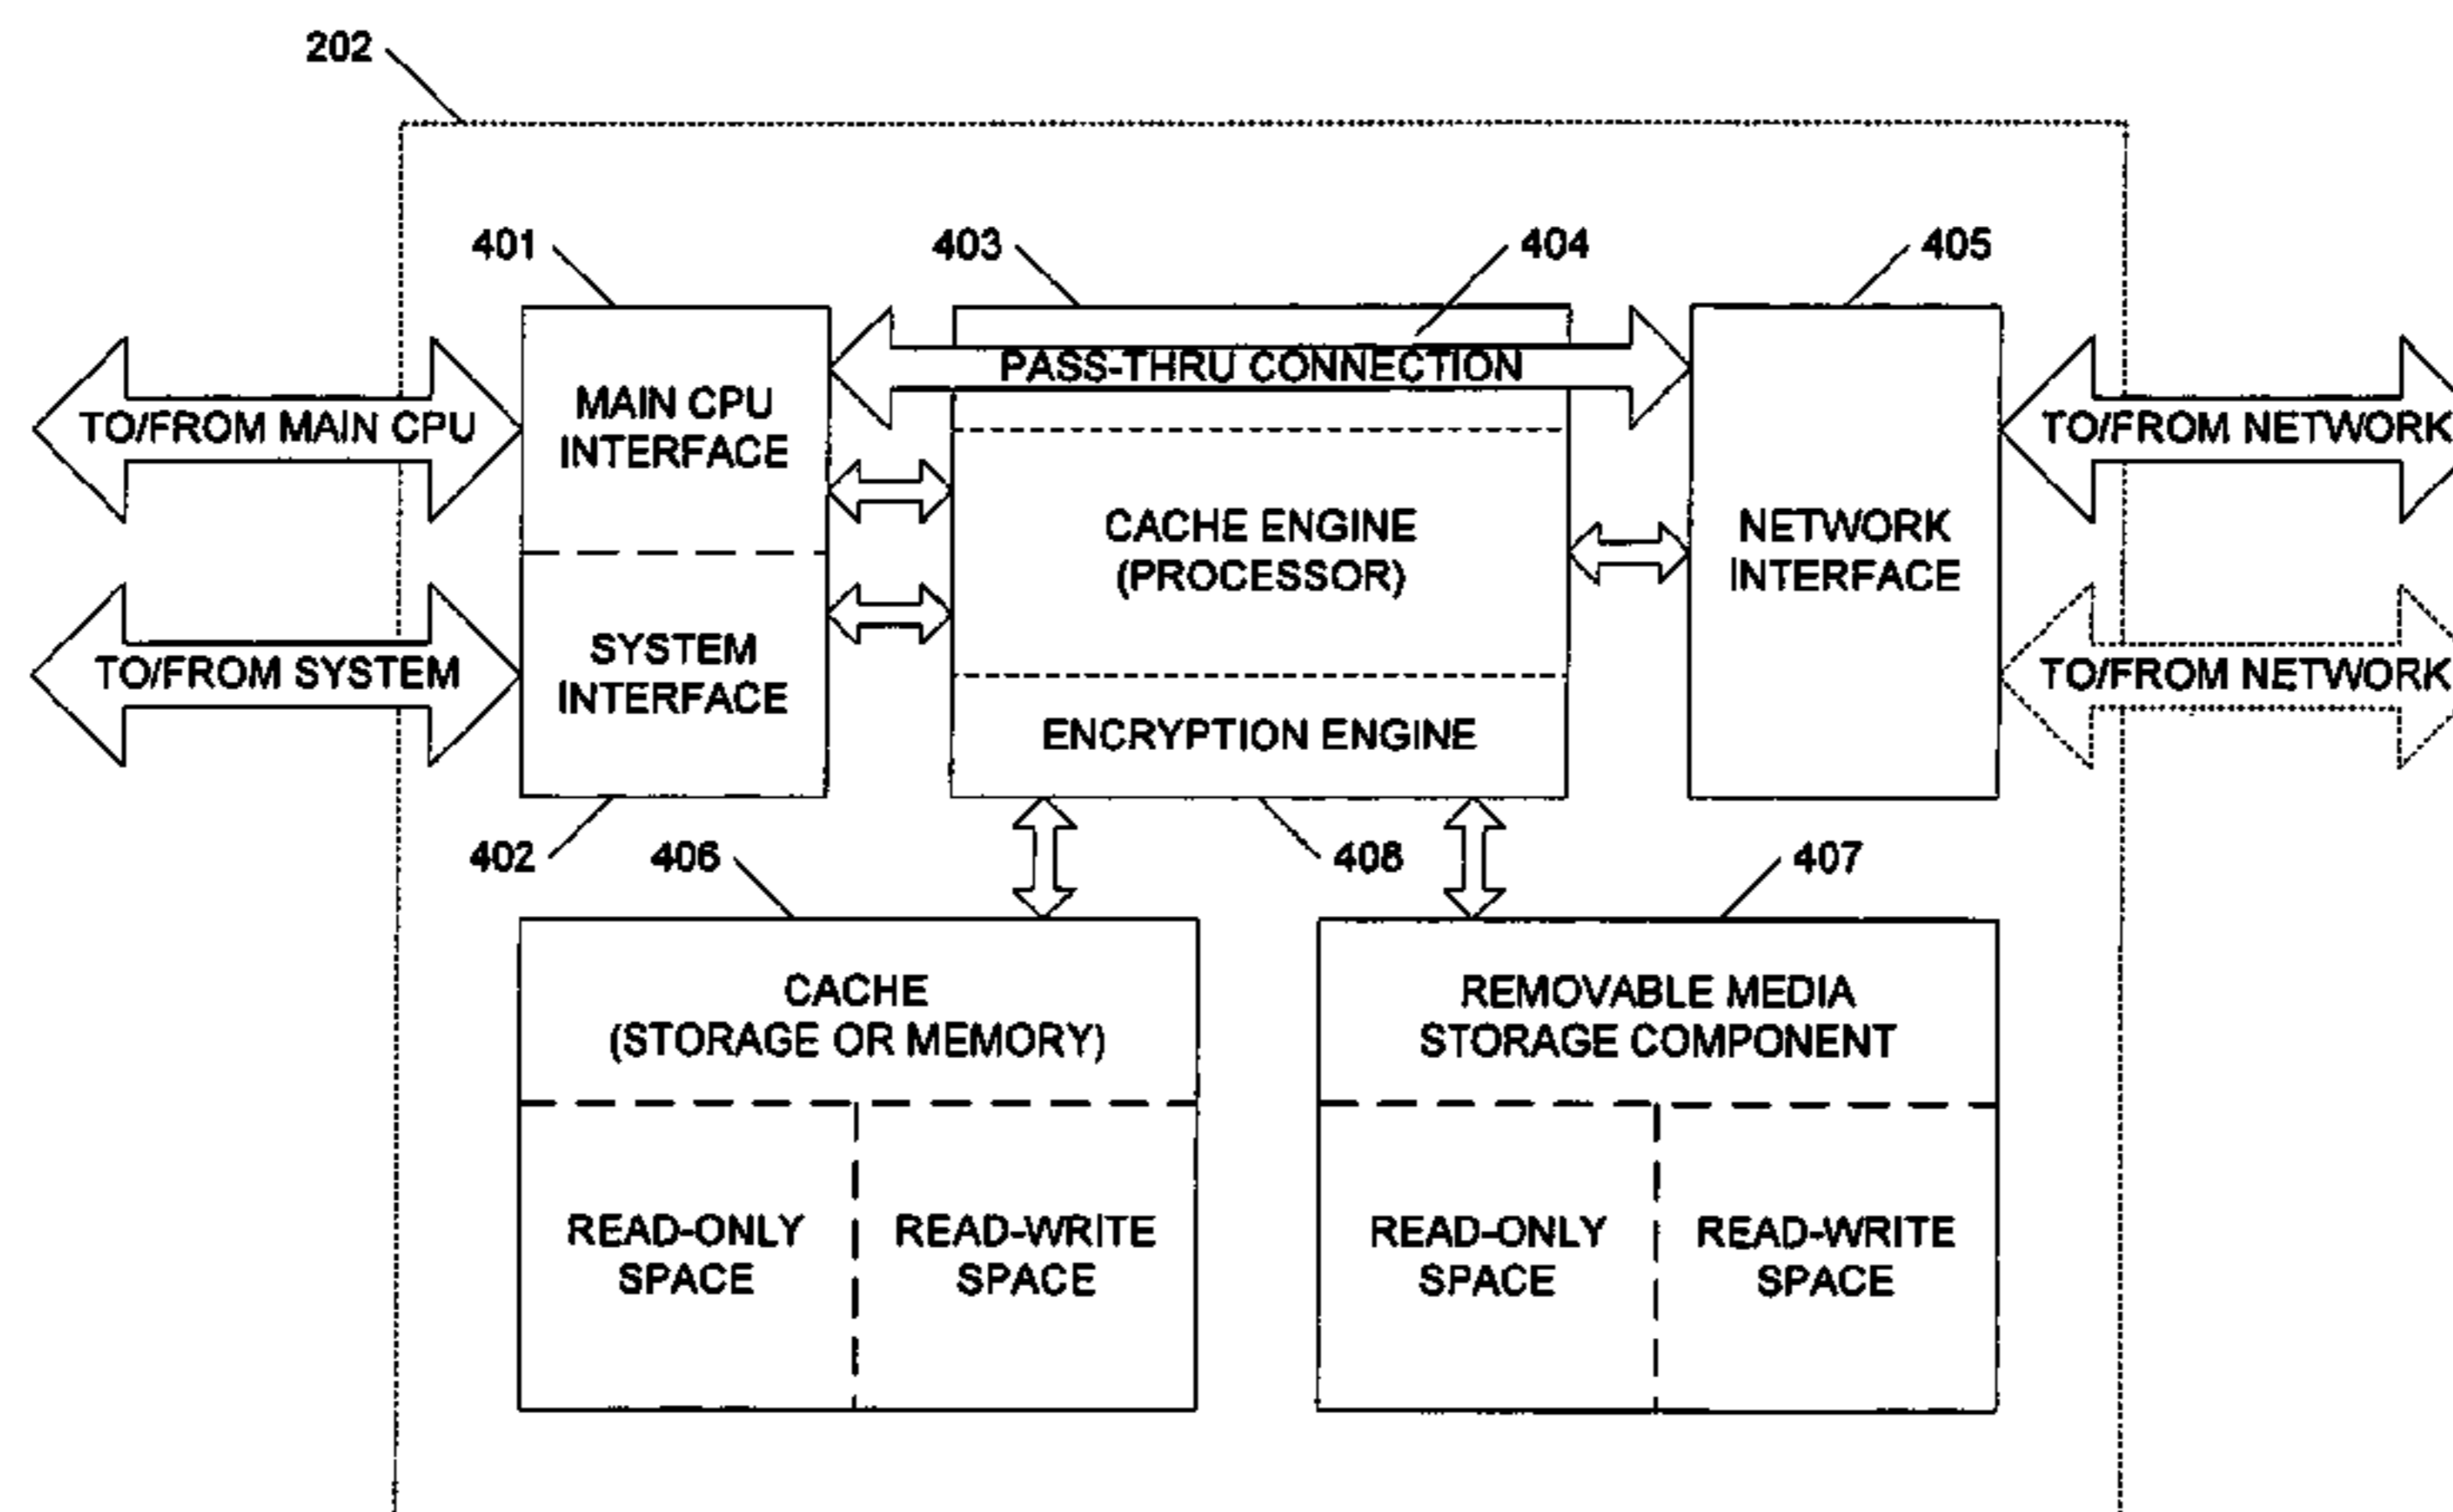 202
401
403
404
405
PASS-THRU CONNECTION
MAIN CPU
INTERFACE
TO/FROM MAIN CPU
TO/FROM NETWORK
CACHE ENGINE
(PROCESSOR)
NETWORK
INTERFACE
SYSTEM
INTERFACE
TO/FROM SYSTEM
TO/FROM NETWORK
ENCRYPTION ENGINE
402
406
408
407
CACHE
(STORAGE OR MEMORY)
REMOVABLE MEDIA
STORAGE COMPONENT
READ-ONLY
SPACE
READ-WRITE
SPACE
READ-ONLY
SPACE
READ-WRITE
SPACE